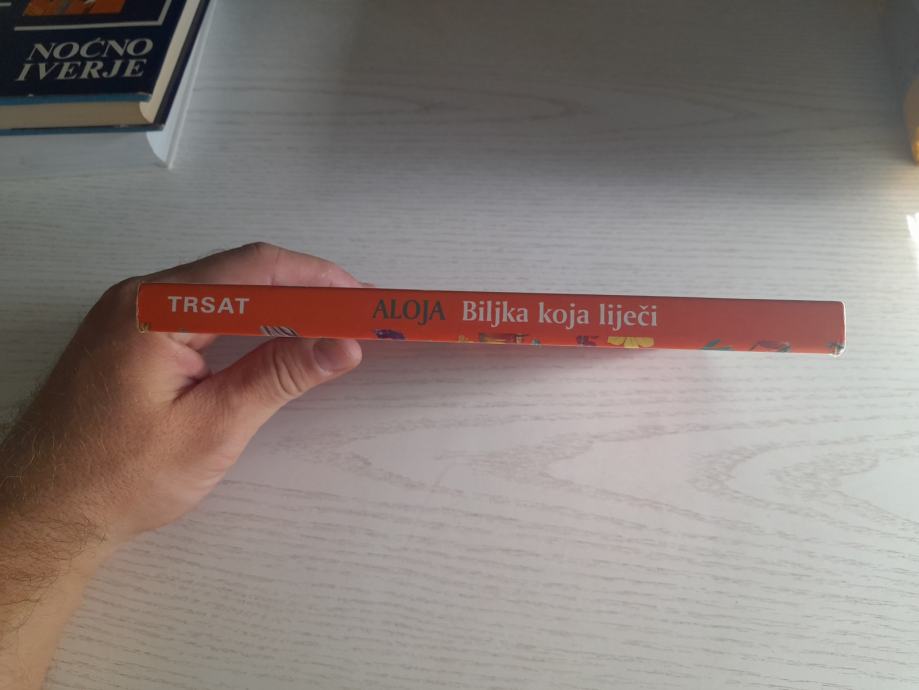 NOĆNO
IVERJE
TRSAT ALOJA Biljka koja liječi